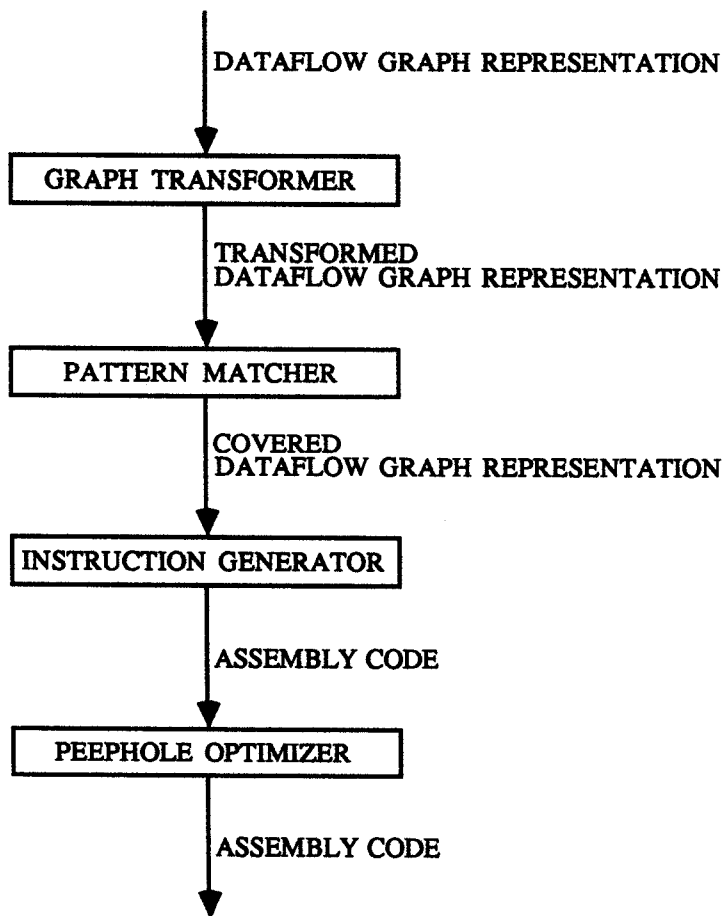 DATAFLOW GRAPH REPRESENTATION
GRAPH TRANSFORMER
TRANSFORMED
DATAFLOW GRAPH REPRESENTATION
PATTERN MATCHER
COVERED
DATAFLOW GRAPH REPRESENTATION
INSTRUCTION GENERATOR
ASSEMBLY CODE
PEEPHOLE OPTIMIZER
ASSEMBLY CODE